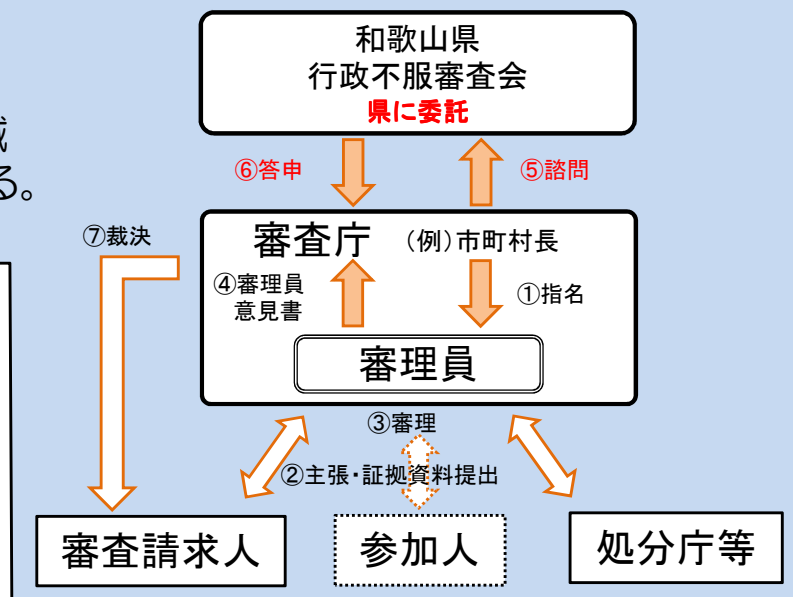 和歌山県
行政不服審査会
県に委託
る。
⑥答申
⑤諮問
⑦裁決
審査庁 (例)市町村長
④審理員
意見書
①指名
審理員
③審理
②主張・証拠資料提出
審査請求人
参加人
処分庁等